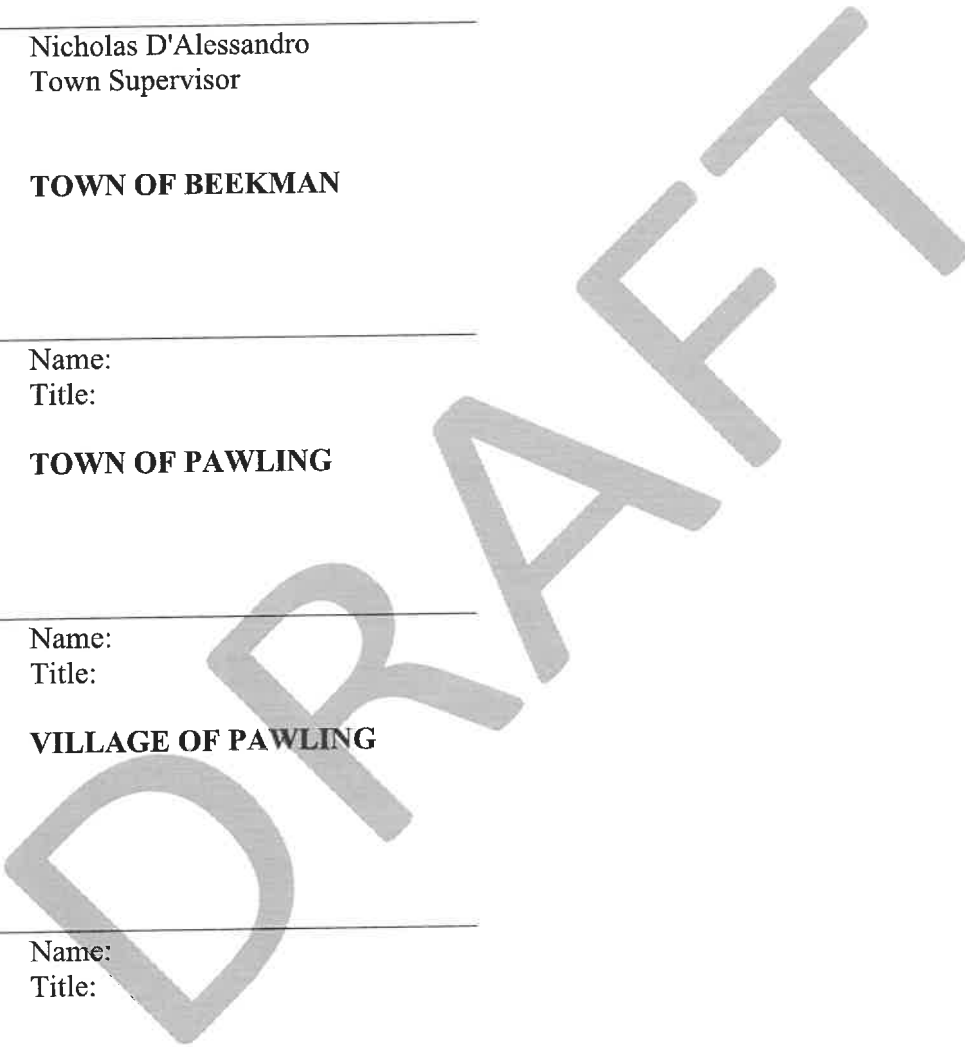 Nicholas D'Alessandro
Town Supervisor
TOWN OF BEEKMAN
Name:
Title:
TOWN OF PAWLING
Name:
Title:
VILLAGE OF PAWLING
Name:
Title:
DRAFT